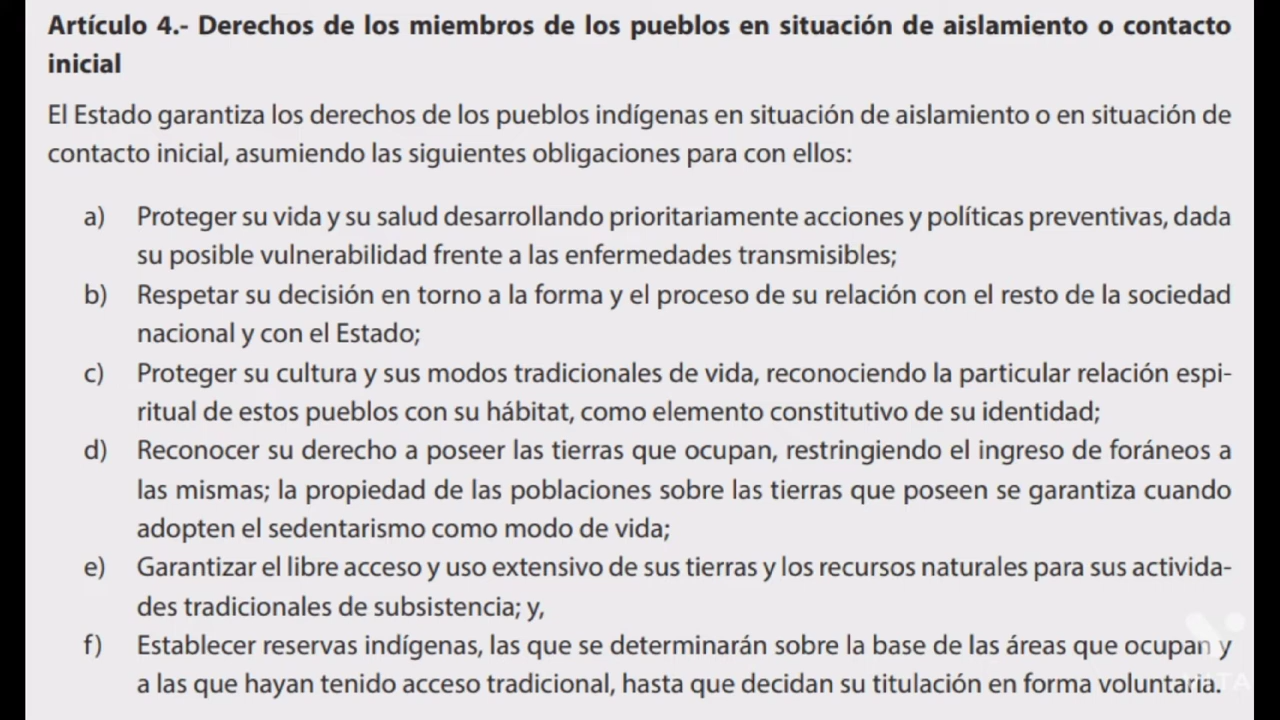 Artículo 4.- Derechos de los miembros de los pueblos en situación de aislamiento o contacto
inicial
El Estado garantiza los derechos de los pueblos indígenas en situación de aislamiento o en situación de
contacto inicial, asumiendo las siguientes obligaciones para con ellos:
a) Proteger su vida y su salud desarrollando prioritariamente acciones y políticas preventivas, dada
su posible vulnerabilidad frente a las enfermedades transmisibles;
b) Respetar su decisión en torno a la forma y el proceso de su relación con el resto de la sociedad
nacional y con el Estado;
c) Proteger su cultura y sus modos tradicionales de vida, reconociendo la particular relación espi-
ritual de estos pueblos con su hábitat, como elemento constitutivo de su identidad;
d) Reconocer su derecho a poseer las tierras que ocupan, restringiendo el ingreso de foráneos a
las mismas; la propiedad de las poblaciones sobre las tierras que poseen se garantiza cuando
adopten el sedentarismo como modo de vida;
e) Garantizar el libre acceso y uso extensivo de sus tierras y los recursos naturales para sus activida-
des tradicionales de subsistencia; y,
f) Establecer reservas indígenas, las que se determinarán sobre la base de las áreas que ocupan y
a las que hayan tenido acceso tradicional, hasta que decidan su titulación en forma voluntaria.